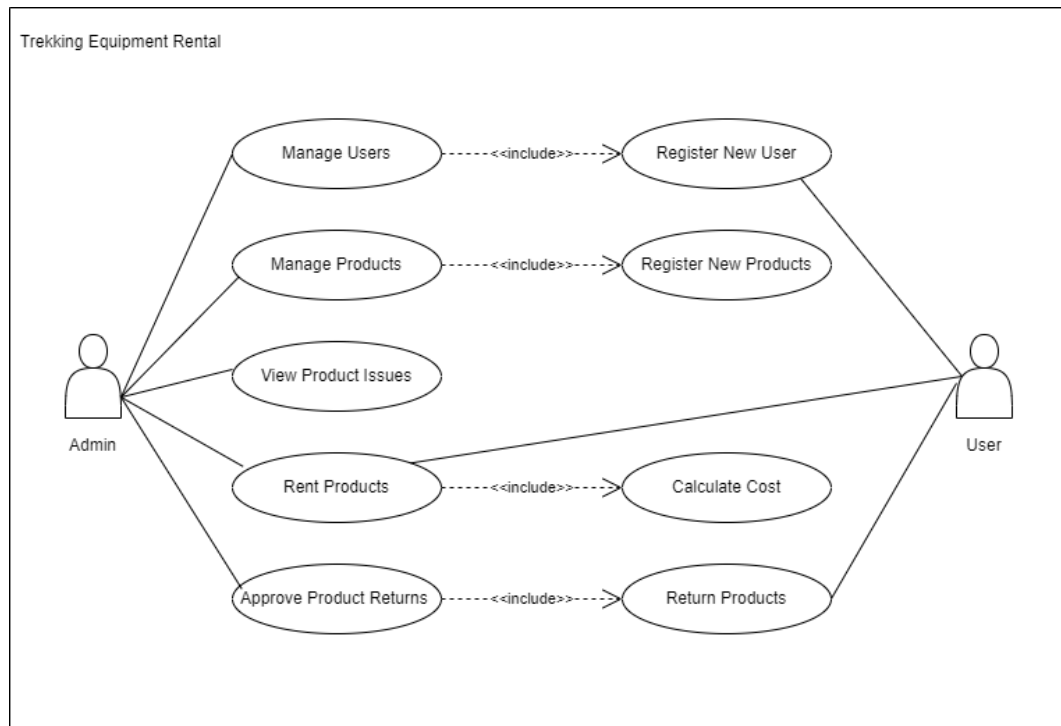 Trekking Equipment Rental
Manage Users
<<include>>
Register New User
Manage Products
<<include>>
Register New Products
View Product Issues
Admin
User
Rent Products
<<include>>
Calculate Cost
Approve Product Returns
<<include>>
Return Products